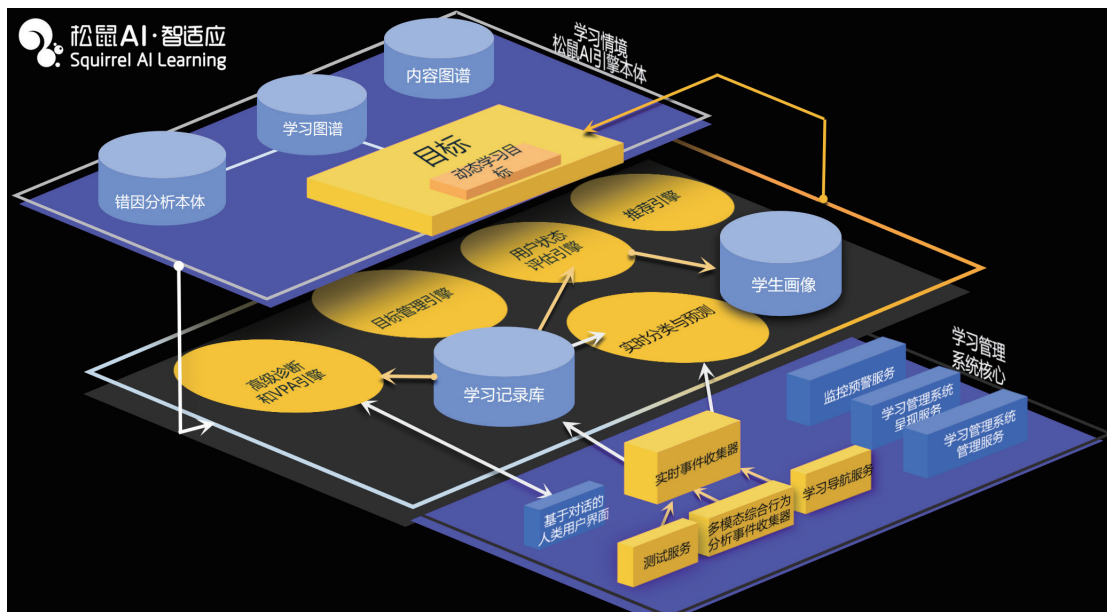 松鼠AI·智适应
Squirrel AI Learning
学习情境
松鼠AI引擎本体
内容图谱
学习图谱
错因分析本体
目标
动态学习目
标
推荐引擎
用户状态
评估引擎
学生画像
目标管理引擎
实时分类与预测
高级诊断
和VPA引擎
学习记录库
学习管理
系统核心
监控预警服务
学习管理系统
呈现服务
学习管理系统
管理服务
实时事件收集器
学习导航服务
基于对话的
人类用户界面
多模态综合行为
分析事件收集器
测试服务